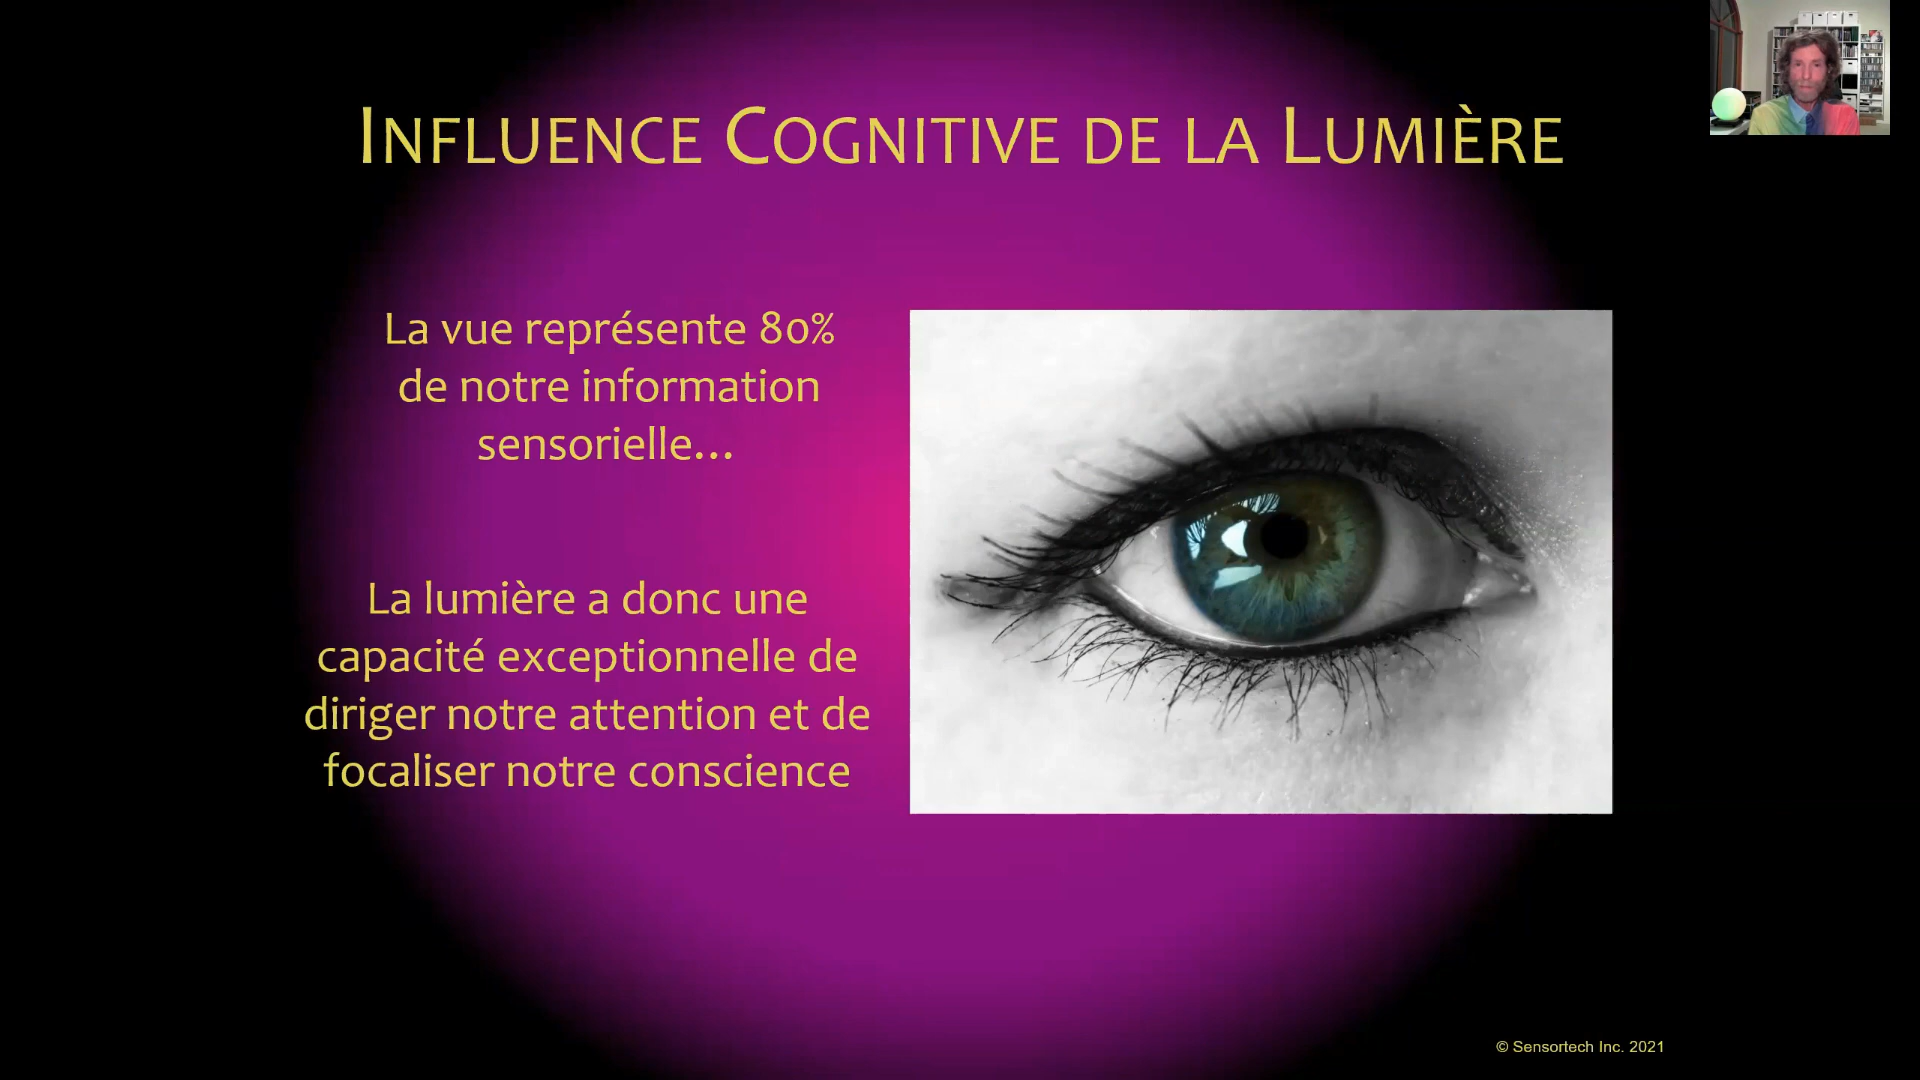 INFLUENCE COGNITIVE DE LA LUMIÈRE
La vue représente 80%
de notre information
sensorielle…
La lumière a donc une
capacité exceptionnelle de
diriger notre attention et de
focaliser notre conscience
© Sensortech Inc. 2021